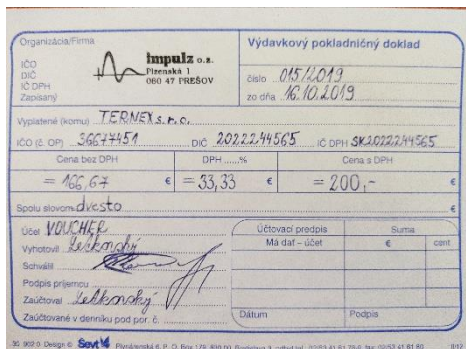 Organizácia/Firma
impulz o.z.
Plzenská 1
080 47 PREŠOV
IČO
DIČ
IČ DPH
Zapísaný
Výdavkový pokladničný doklad
číslo 015/2019
zo dňa 16.10.2019
Vyplatené (komu) TERNEX s.r.o.
IČO (č. OP) 36677451 DIČ 2022244565 IČ DPH SK2022244565
Cena bez DPH DPH ......% Cena s DPH
= 166,67 € = 33,33 € = 200,- €
Spolu slovom dvesto €
Účel VOUCHER
Vyhotovil
Schválil
Podpis príjemcu
Zaúčtoval
Zaúčtované v denníku pod por. č.
Účtovací predpis Suma
Má dať – účet € cent
Dátum Podpis
Design © Ševt